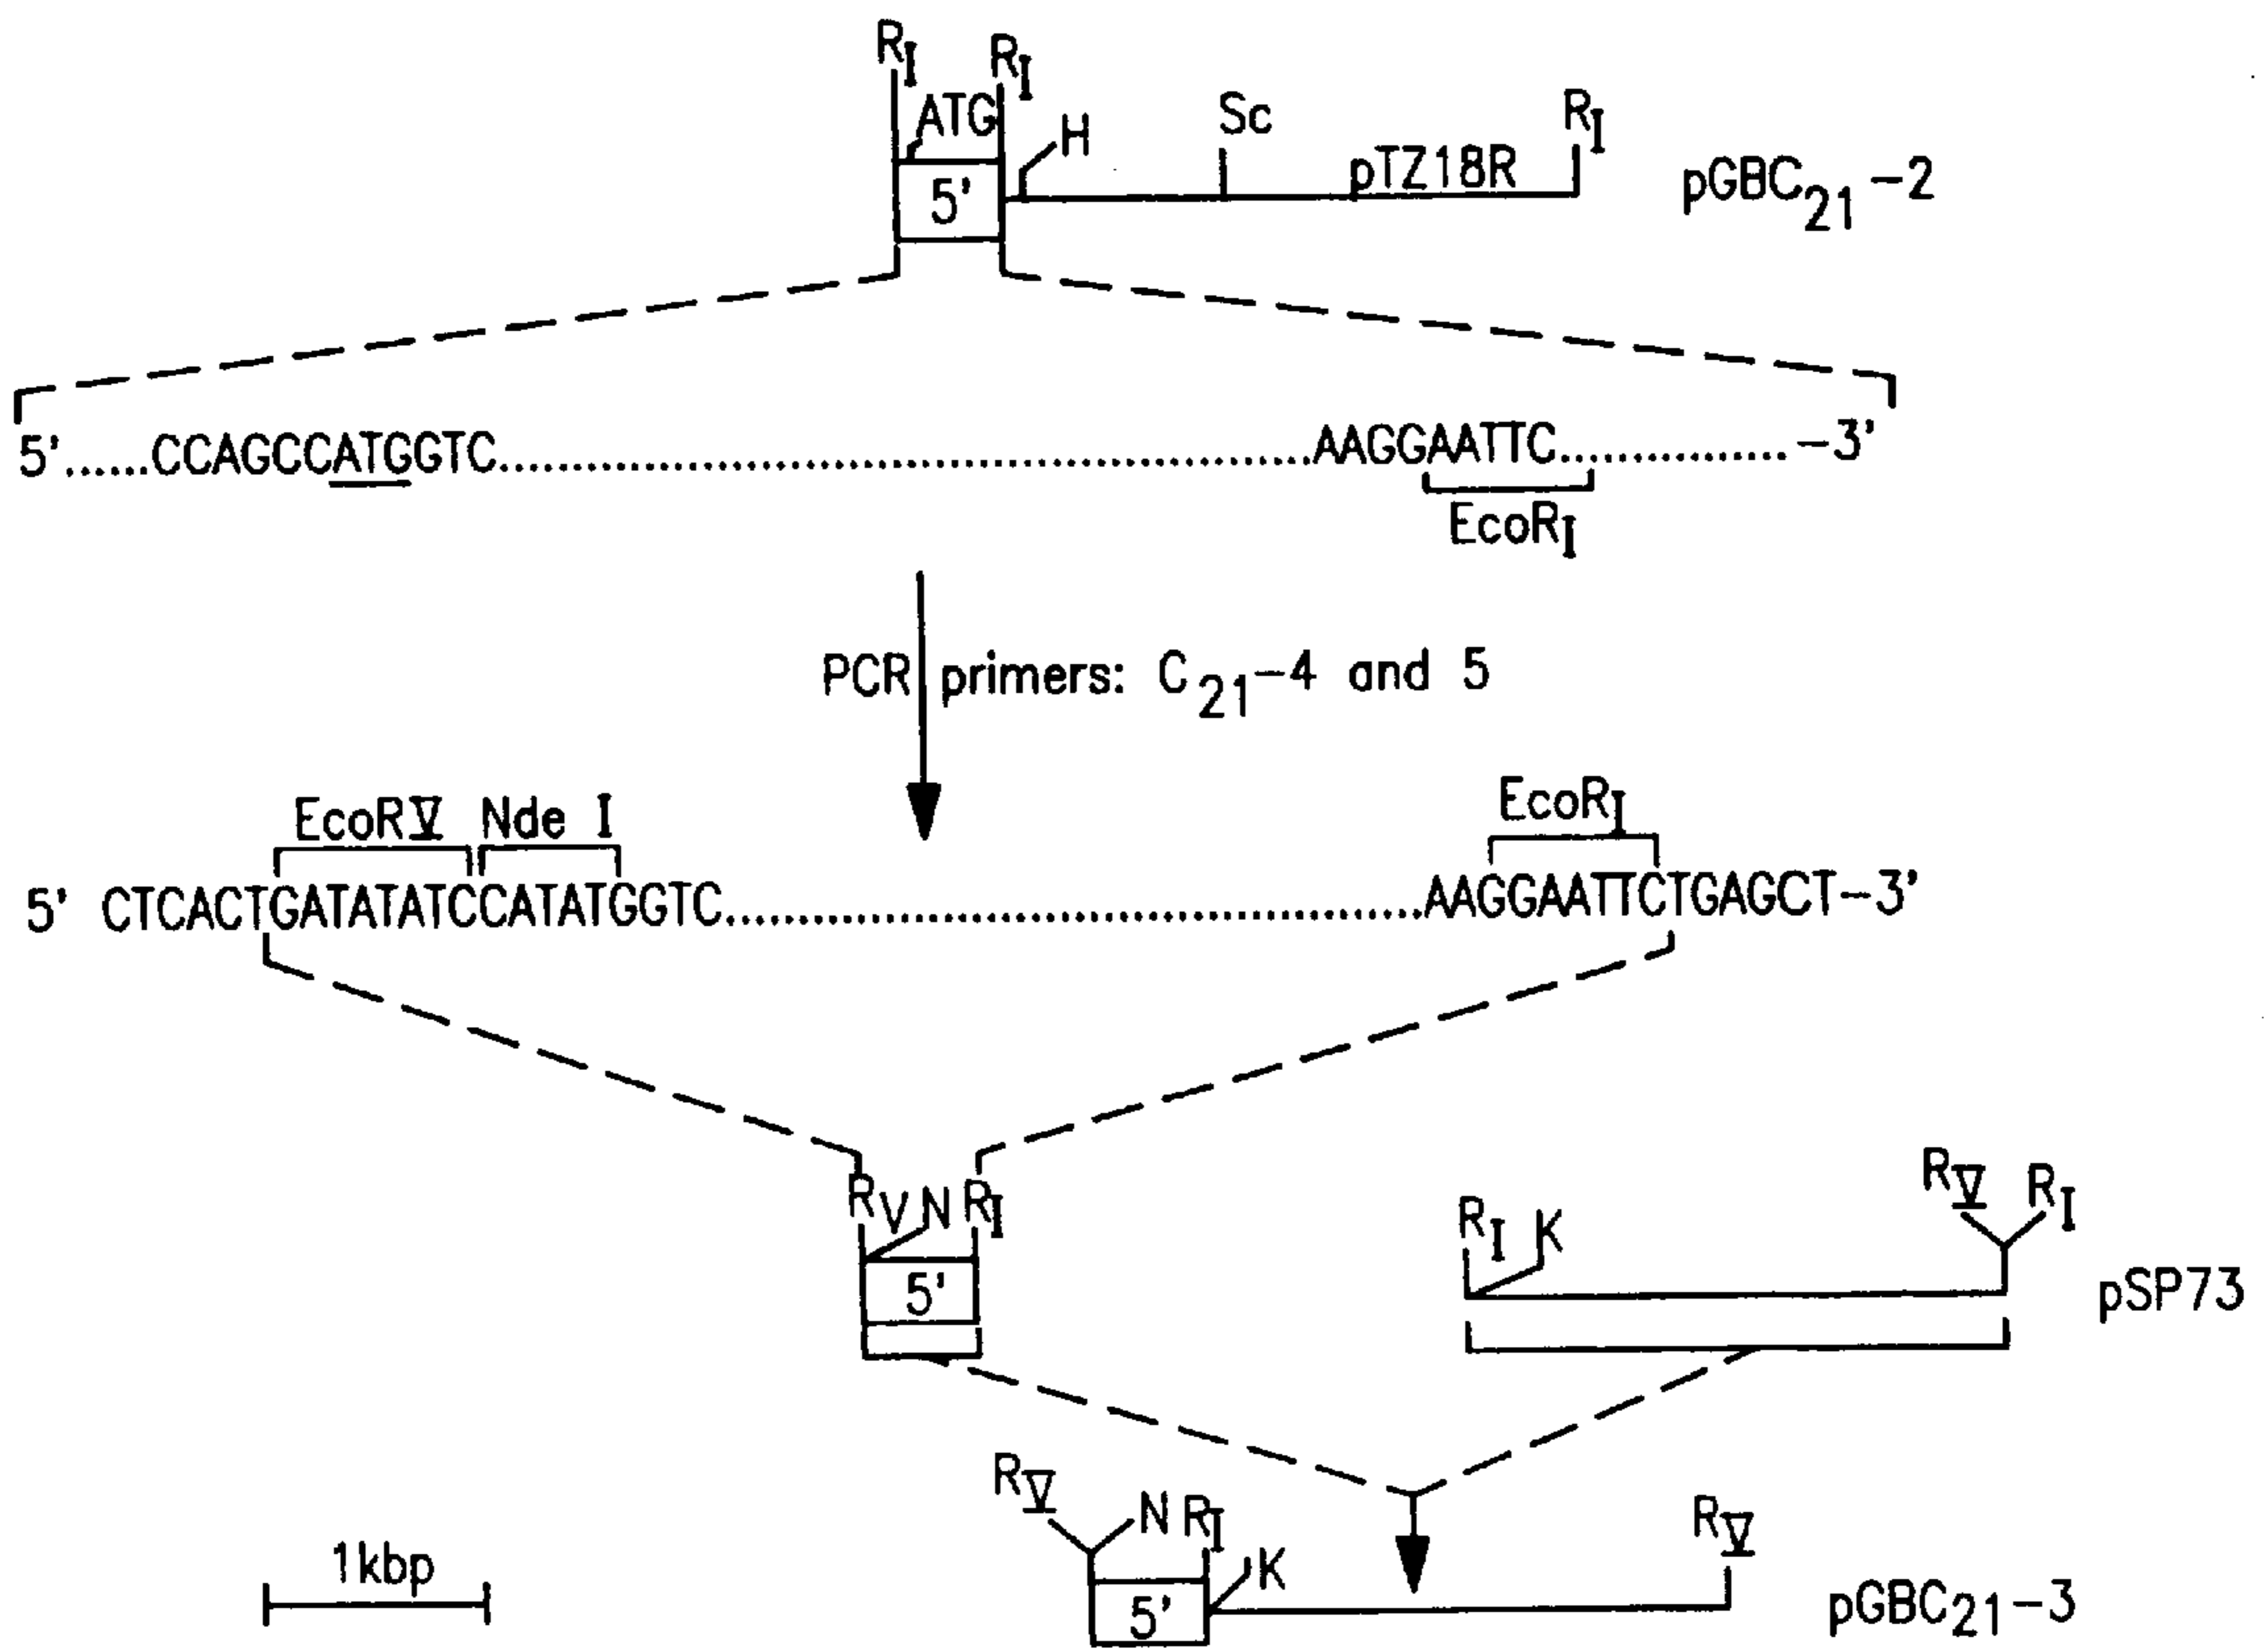 RI RI
ATG H Sc RI
5' pTZ18R pGBC21-2
5'......CCAGCCATGGTC......AAGGAATTC......-3'
EcoRI
PCR primers: C21-4 and 5
EcoRV Nde I EcoRI
5' CTCACTGATATATCCATATGGTC......AAGGAATTCTGAGCT-3'
RV N RI RI K RV RI
5' pSP73
RV N RI K RV
1kbp 5' pGBC21-3